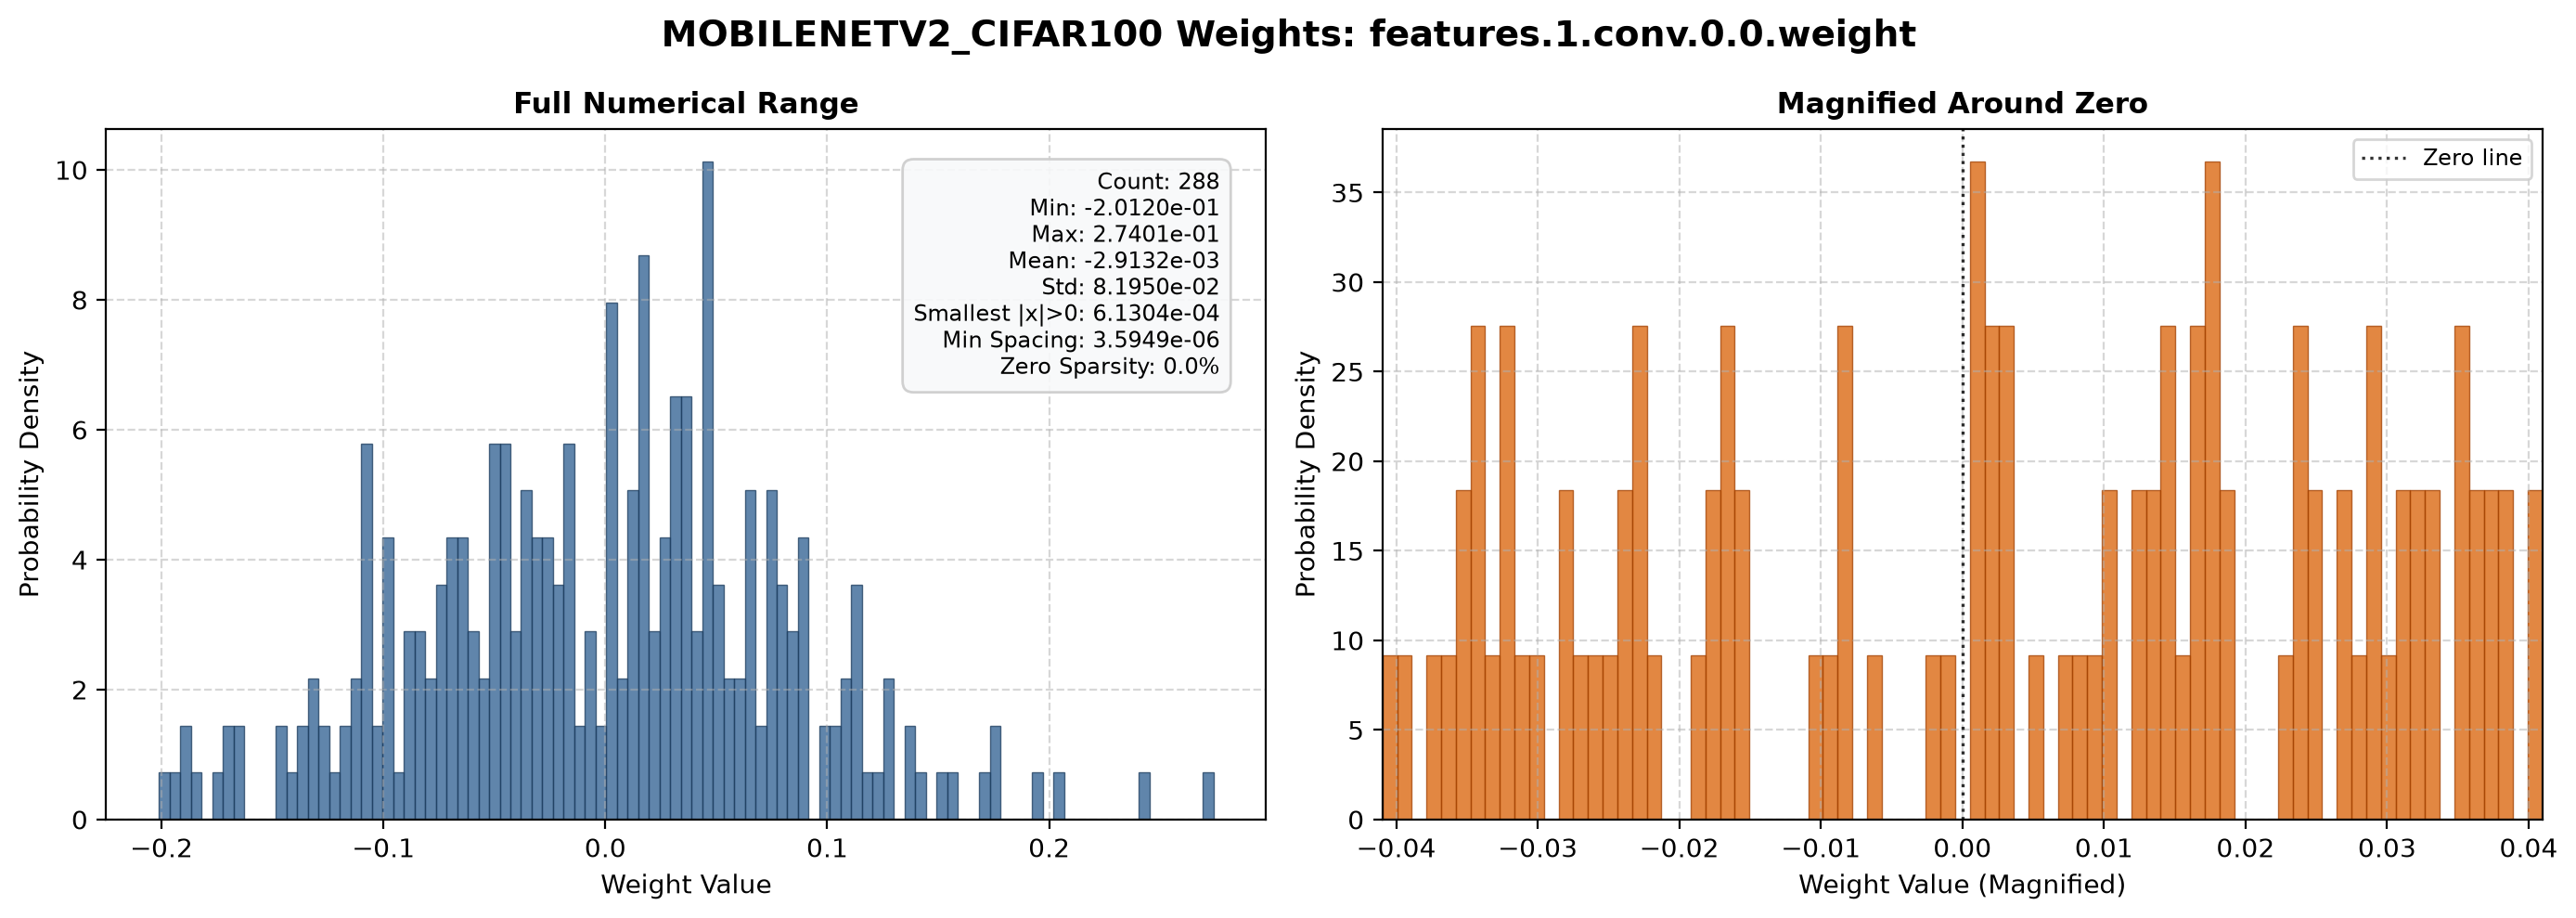 MOBILENETV2_CIFAR100 Weights: features.1.conv.0.0.weight
Full Numerical Range
10
8
6
4
2
0
Probability Density
Count: 288
Min: -2.0120e-01
Max: 2.7401e-01
Mean: -2.9132e-03
Std: 8.1950e-02
Smallest |x|>0: 6.1304e-04
Min Spacing: 3.5949e-06
Zero Sparsity: 0.0%
−0.2 −0.1 0.0 0.1 0.2
Weight Value
Magnified Around Zero
Zero line
35
30
25
20
15
10
5
0
Probability Density
−0.04 −0.03 −0.02 −0.01 0.00 0.01 0.02 0.03 0.04
Weight Value (Magnified)